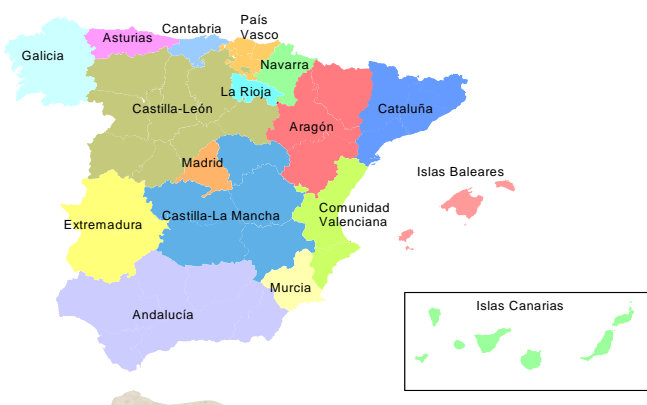 País
Vasco
Cantabria
Asturias
Galicia
Navarra
La Rioja
Castilla-León
Cataluña
Aragón
Madrid
Islas Baleares
Castilla-La Mancha
Comunidad
Valenciana
Extremadura
Murcia
Islas Canarias
Andalucía